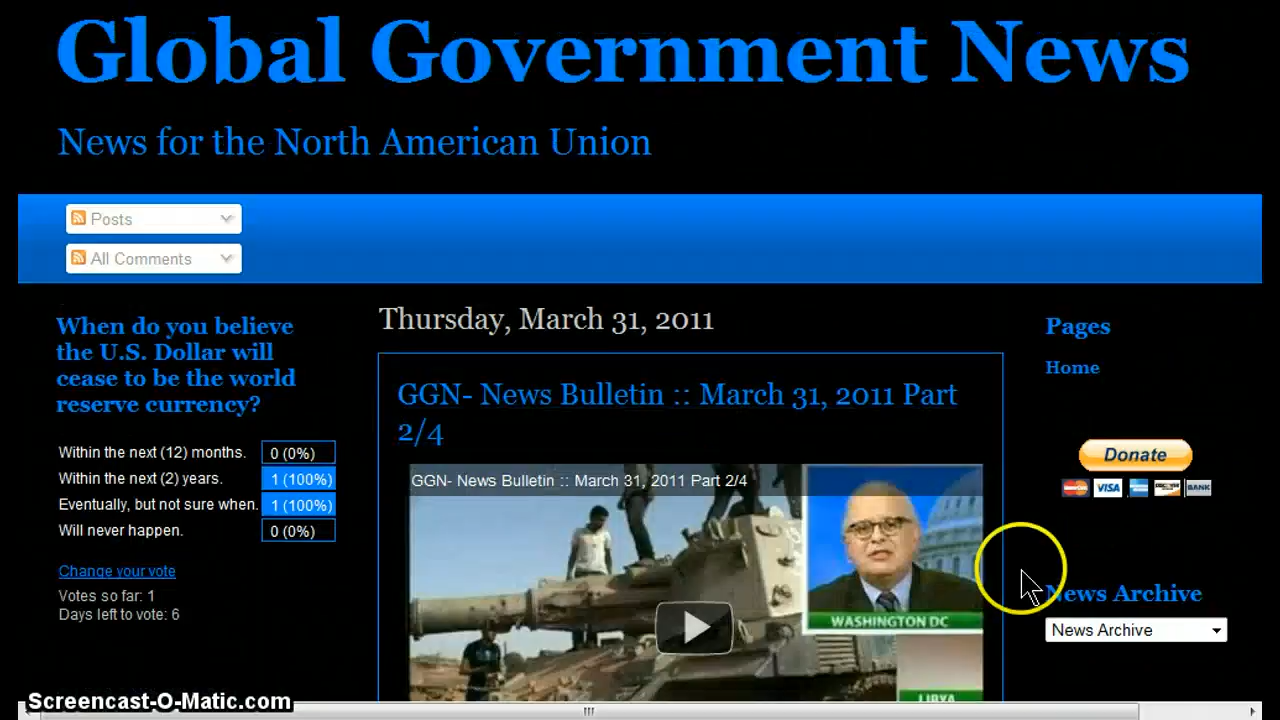 Global Government News
News for the North American Union
Posts
All Comments
When do you believe
the U.S. Dollar will
cease to be the world
reserve currency?
Within the next (12) months. 0 (0%)
Within the next (2) years. 1 (100%)
Eventually, but not sure when. 1 (100%)
Will never happen. 0 (0%)
Change your vote
Votes so far: 1
Days left to vote: 6
Thursday, March 31, 2011
GGN- News Bulletin :: March 31, 2011 Part
2/4
GGN- News Bulletin :: March 31, 2011 Part 2/4
WASHINGTON DC
LIBYA
Pages
Home
Donate
MasterCard VISA DISCOVER BANK
News Archive
News Archive
Screencast-O-Matic.com